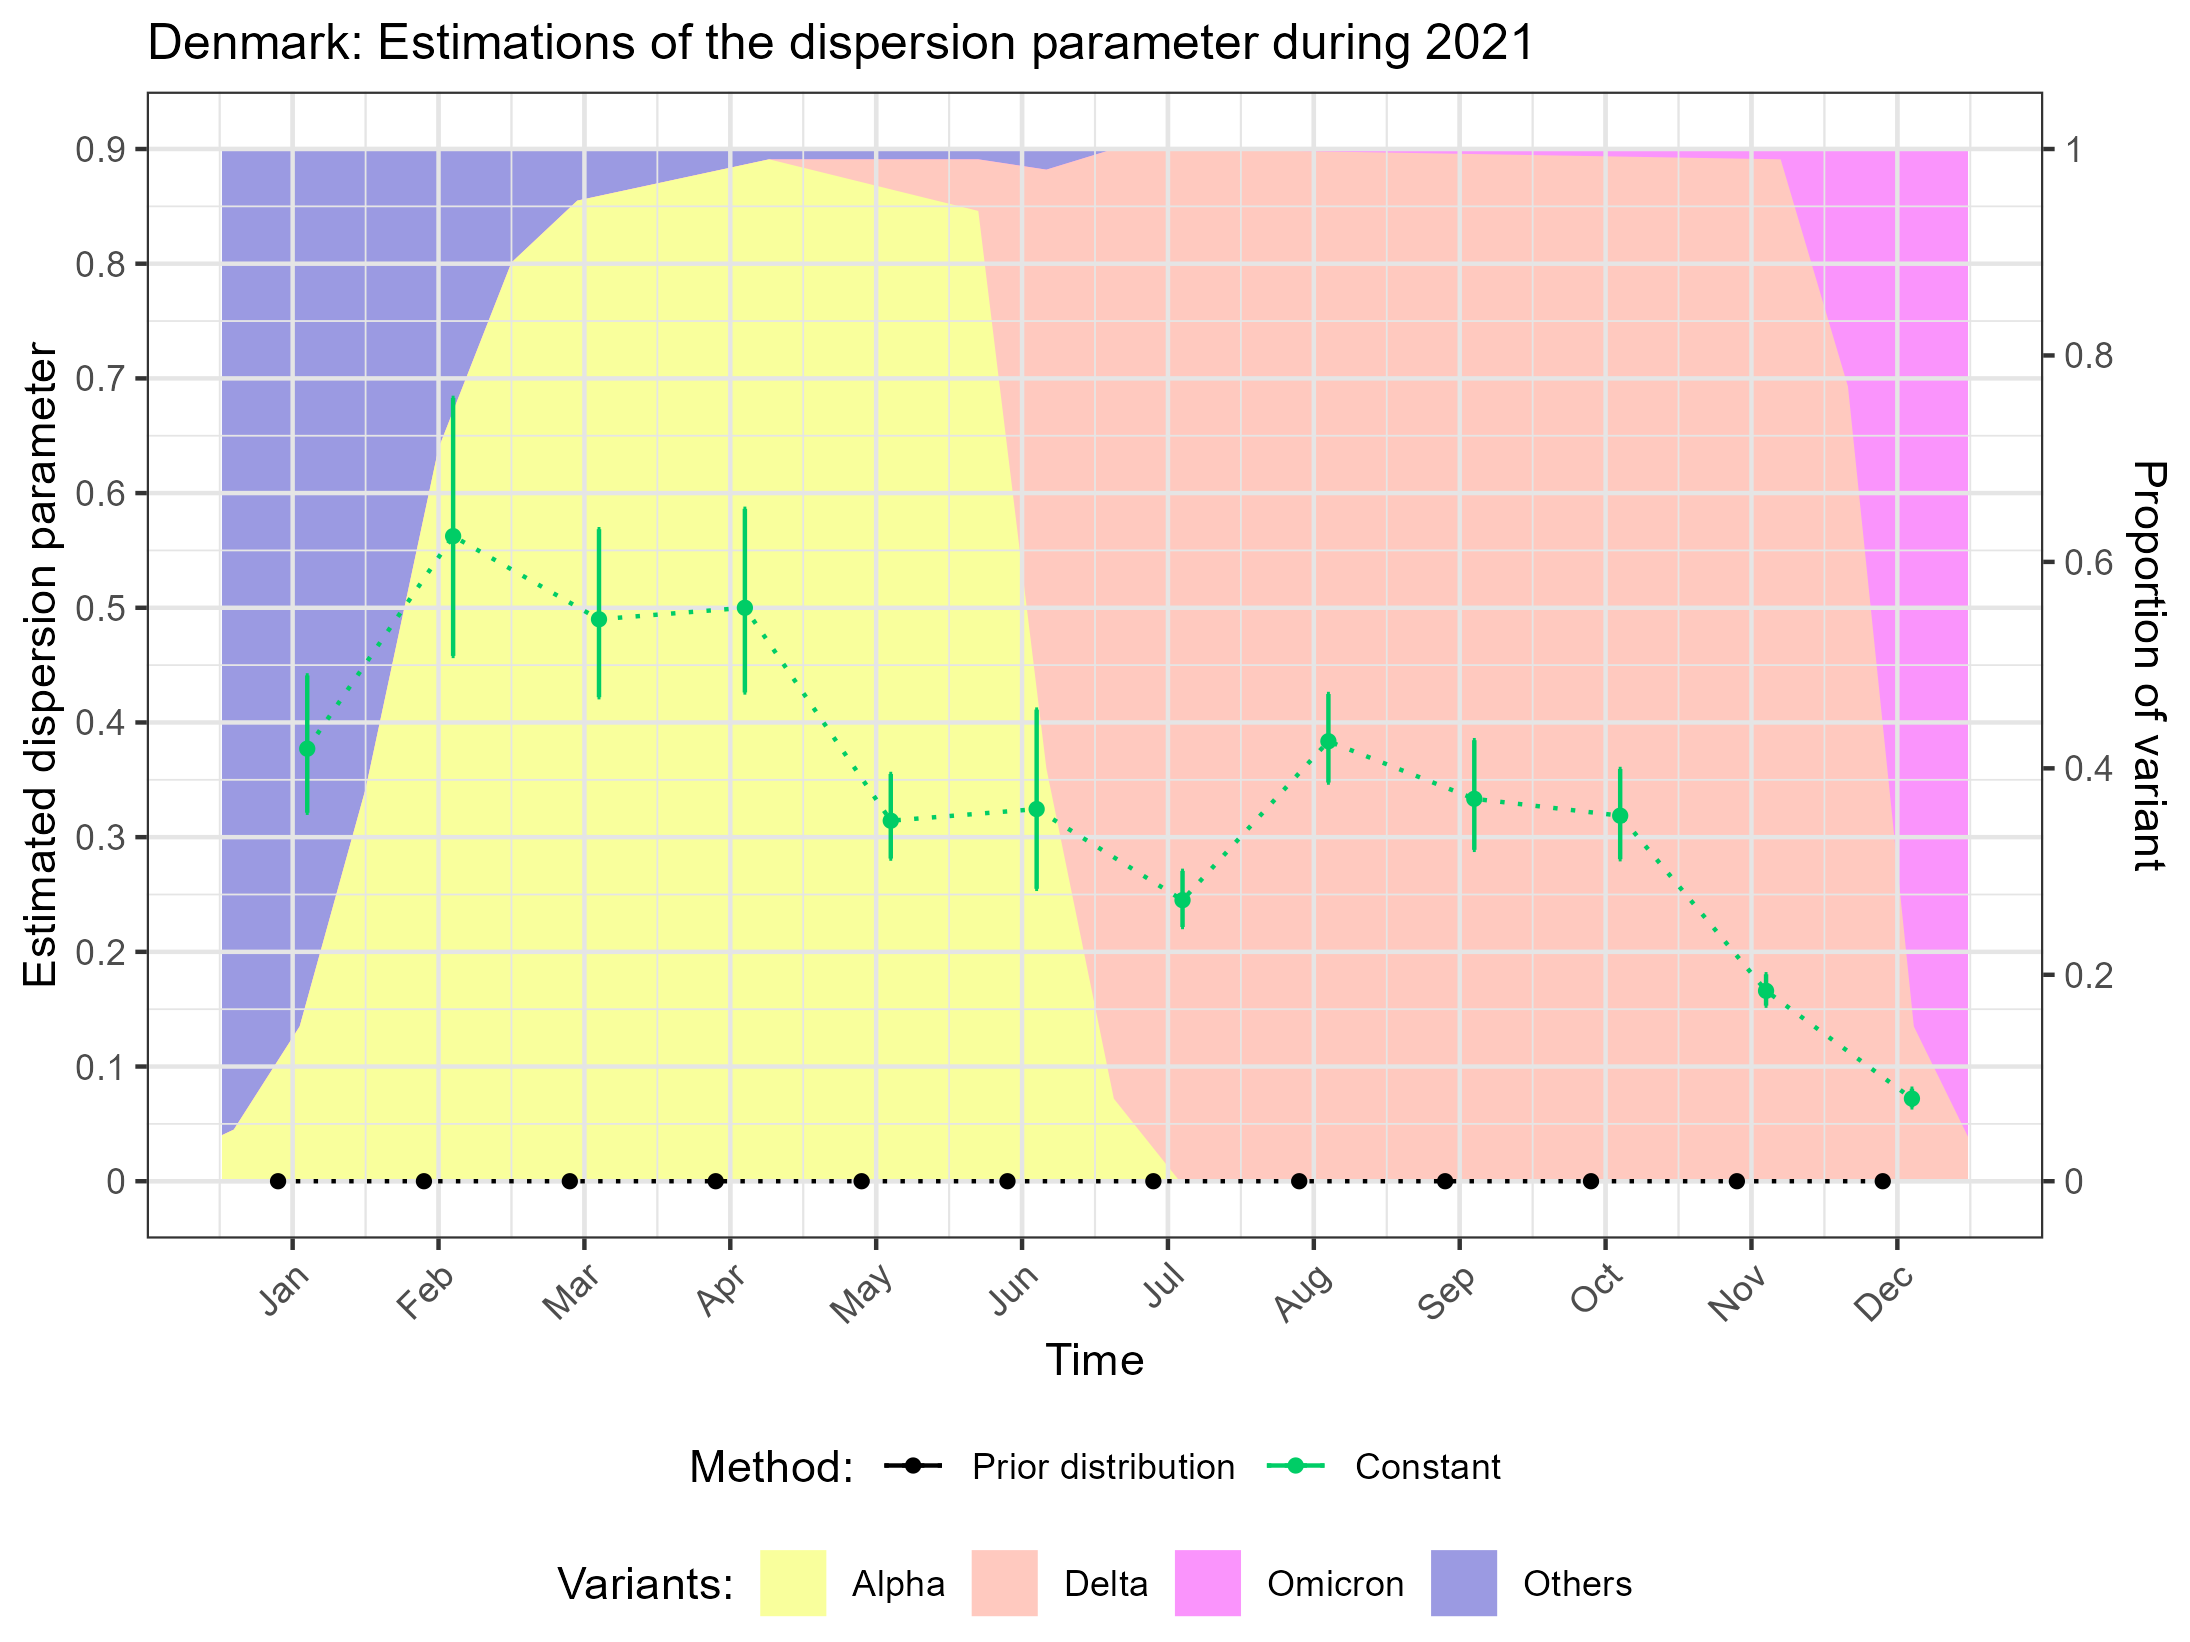 Denmark: Estimations of the dispersion parameter during 2021
Estimated dispersion parameter
0.9
0.8
0.7
0.6
0.5
0.4
0.3
0.2
0.1
0
1
0.8
0.6
0.4
0.2
0
Proportion of variant
Jan Feb Mar Apr May Jun Jul Aug Sep Oct Nov Dec
Time
Method: Prior distribution Constant
Variants: Alpha Delta Omicron Others